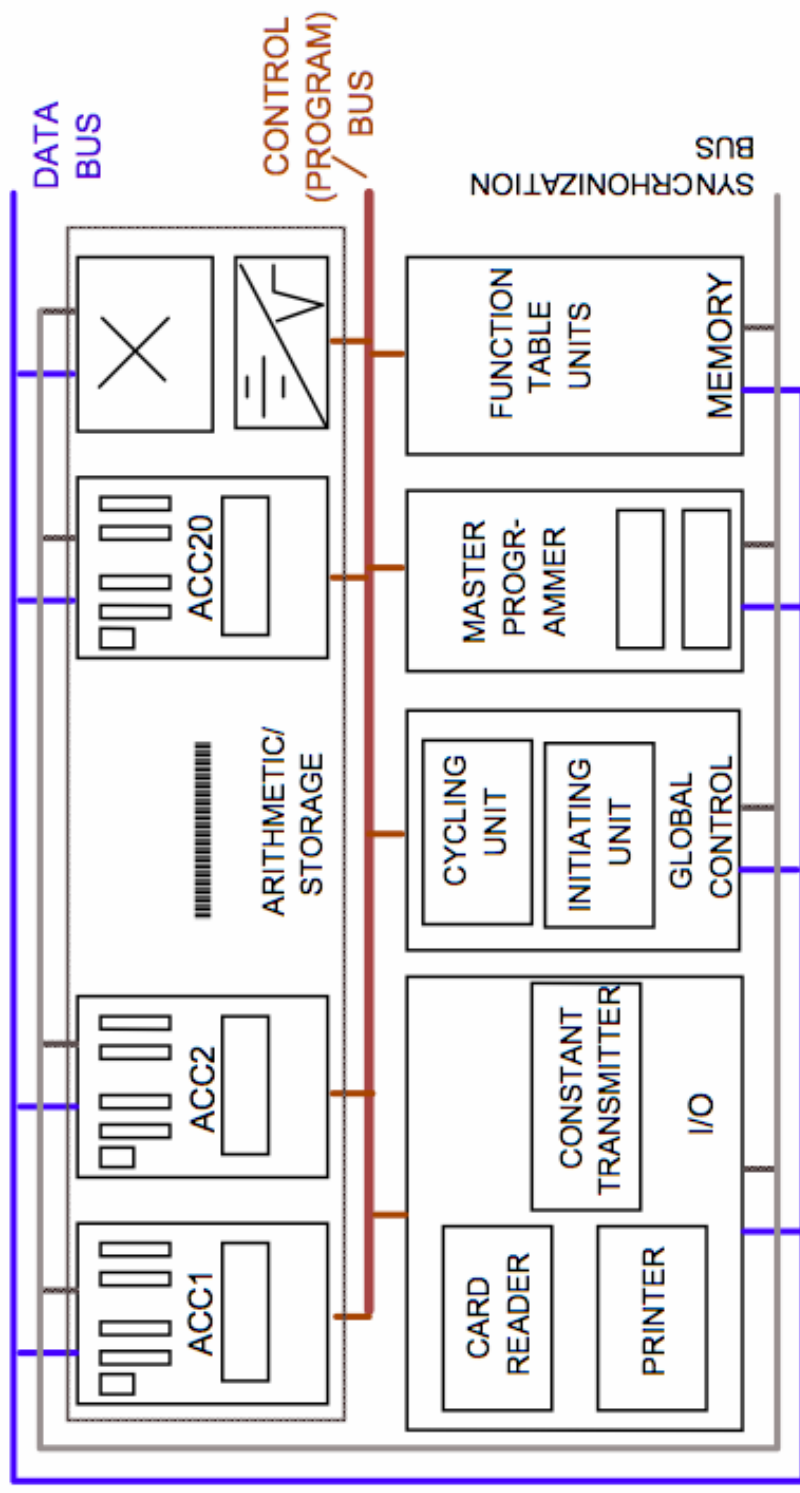 DATA
BUS
CONTROL
(PROGRAM)
BUS
ACC1
ACC2
ARITHMETIC/
STORAGE
ACC20
CARD
READER
PRINTER
CONSTANT
TRANSMITTER
I/O
CYCLING
UNIT
INITIATING
UNIT
GLOBAL
CONTROL
MASTER
PROGR-
AMMER
FUNCTION
TABLE
UNITS
MEMORY
SYNCRHONIZATION
BUS